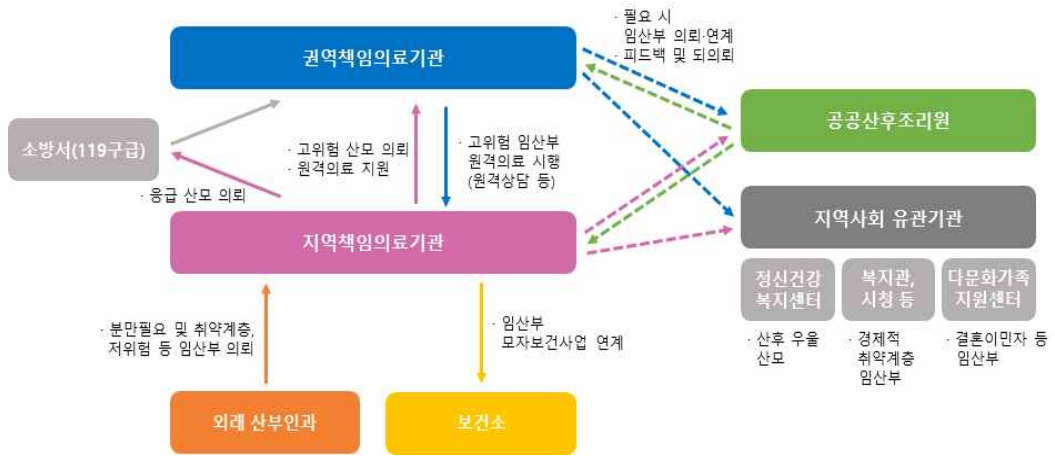 · 필요 시
임산부 의뢰·연계
· 피드백 및 되의뢰
권역책임의료기관
공공산후조리원
소방서(119구급)
· 고위험 산모 의뢰
· 원격의료 지원
· 고위험 임산부
원격의료 시행
(원격상담 등)
· 응급 산모 의뢰
지역책임의료기관
지역사회 유관기관
정신건강
복지센터
복지관,
시청 등
다문화가족
지원센터
· 산후 우울
산모
· 경제적
취약계층
임산부
· 결혼이민자 등
임산부
· 분만필요 및 취약계층,
저위험 등 임산부 의뢰
· 임산부
모자보건사업 연계
외래 산부인과
보건소